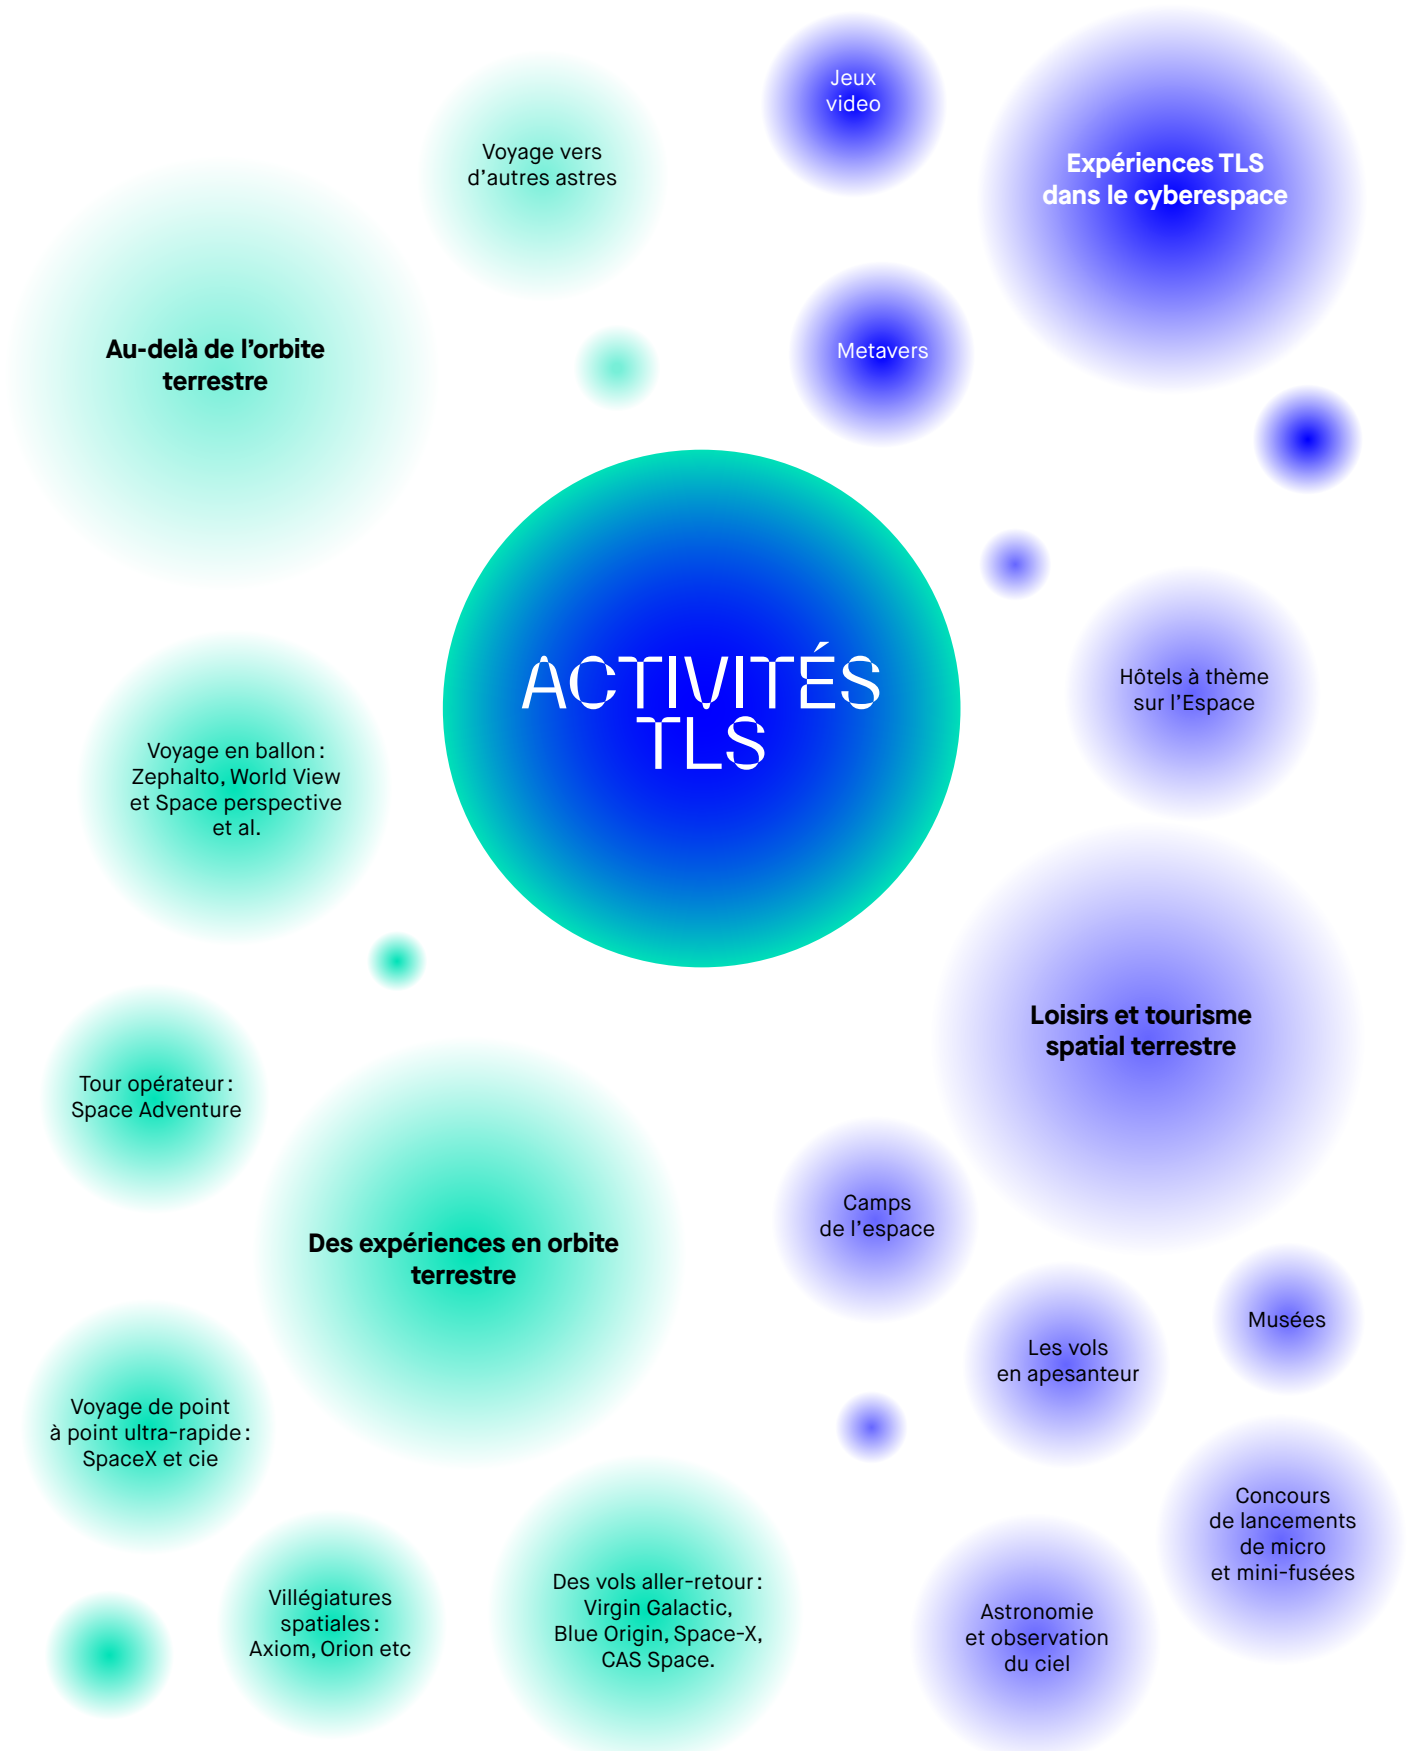 Jeux
video
Expériences TLS
dans le cyberespace
Voyage vers
d'autres astres
Au-delà de l'orbite
terrestre
Metavers
ACTIVITÉS
TLS
Hôtels à thème
sur l'Espace
Voyage en ballon :
Zephalto, World View
et Space perspective
et al.
Loisirs et tourisme
spatial terrestre
Tour opérateur :
Space Adventure
Des expériences en orbite
terrestre
Camps
de l'espace
Musées
Les vols
en apesanteur
Voyage de point
à point ultra-rapide :
SpaceX et cie
Concours
de lancements
de micro
et mini-fusées
Villégiatures
spatiales :
Axiom, Orion etc
Des vols aller-retour :
Virgin Galactic,
Blue Origin, Space-X,
CAS Space.
Astronomie
et observation
du ciel